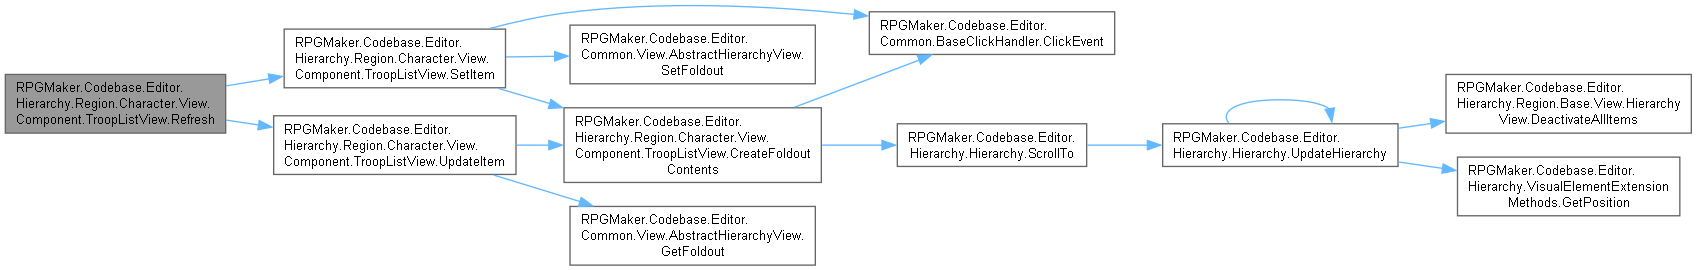 RPGMaker.Codebase.Editor.
Hierarchy.Region.Character.View.
Component.TroopListView.Refresh
RPGMaker.Codebase.Editor.
Hierarchy.Region.Character.View.
Component.TroopListView.SetItem
RPGMaker.Codebase.Editor.
Hierarchy.Region.Character.View.
Component.TroopListView.UpdateItem
RPGMaker.Codebase.Editor.
Common.View.AbstractHierarchyView.
SetFoldout
RPGMaker.Codebase.Editor.
Hierarchy.Region.Character.View.
Component.TroopListView.CreateFoldout
Contents
RPGMaker.Codebase.Editor.
Common.View.AbstractHierarchyView.
GetFoldout
RPGMaker.Codebase.Editor.
Common.BaseClickHandler.ClickEvent
RPGMaker.Codebase.Editor.
Hierarchy.Hierarchy.ScrollTo
RPGMaker.Codebase.Editor.
Hierarchy.Hierarchy.UpdateHierarchy
RPGMaker.Codebase.Editor.
Hierarchy.Region.Base.View.Hierarchy
View.DeactivateAllItems
RPGMaker.Codebase.Editor.
Hierarchy.VisualElementExtension
Methods.GetPosition